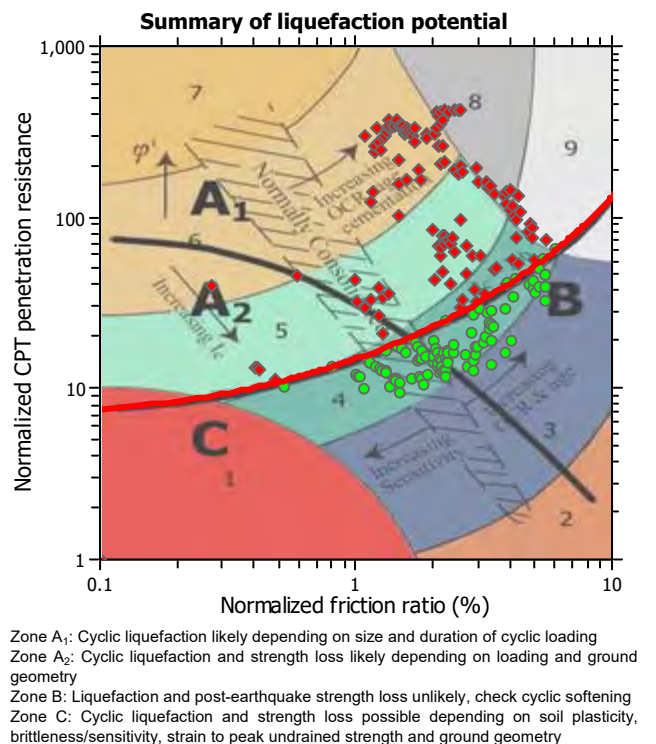 Summary of liquefaction potential
1,000
7
8
9
φ'
A1
Normally Conso
Increasing
OCR, age
cementa
100
6
A2
Increasing Ic
5
B
10
4
Increasing
OCR & age
3
C
Increasing
Sensitivity
1
2
1
0.1
1
10
Normalized CPT penetration resistance
Normalized friction ratio (%)
Zone A1: Cyclic liquefaction likely depending on size and duration of cyclic loading
Zone A2: Cyclic liquefaction and strength loss likely depending on loading and ground
geometry
Zone B: Liquefaction and post-earthquake strength loss unlikely, check cyclic softening
Zone C: Cyclic liquefaction and strength loss possible depending on soil plasticity,
brittleness/sensitivity, strain to peak undrained strength and ground geometry